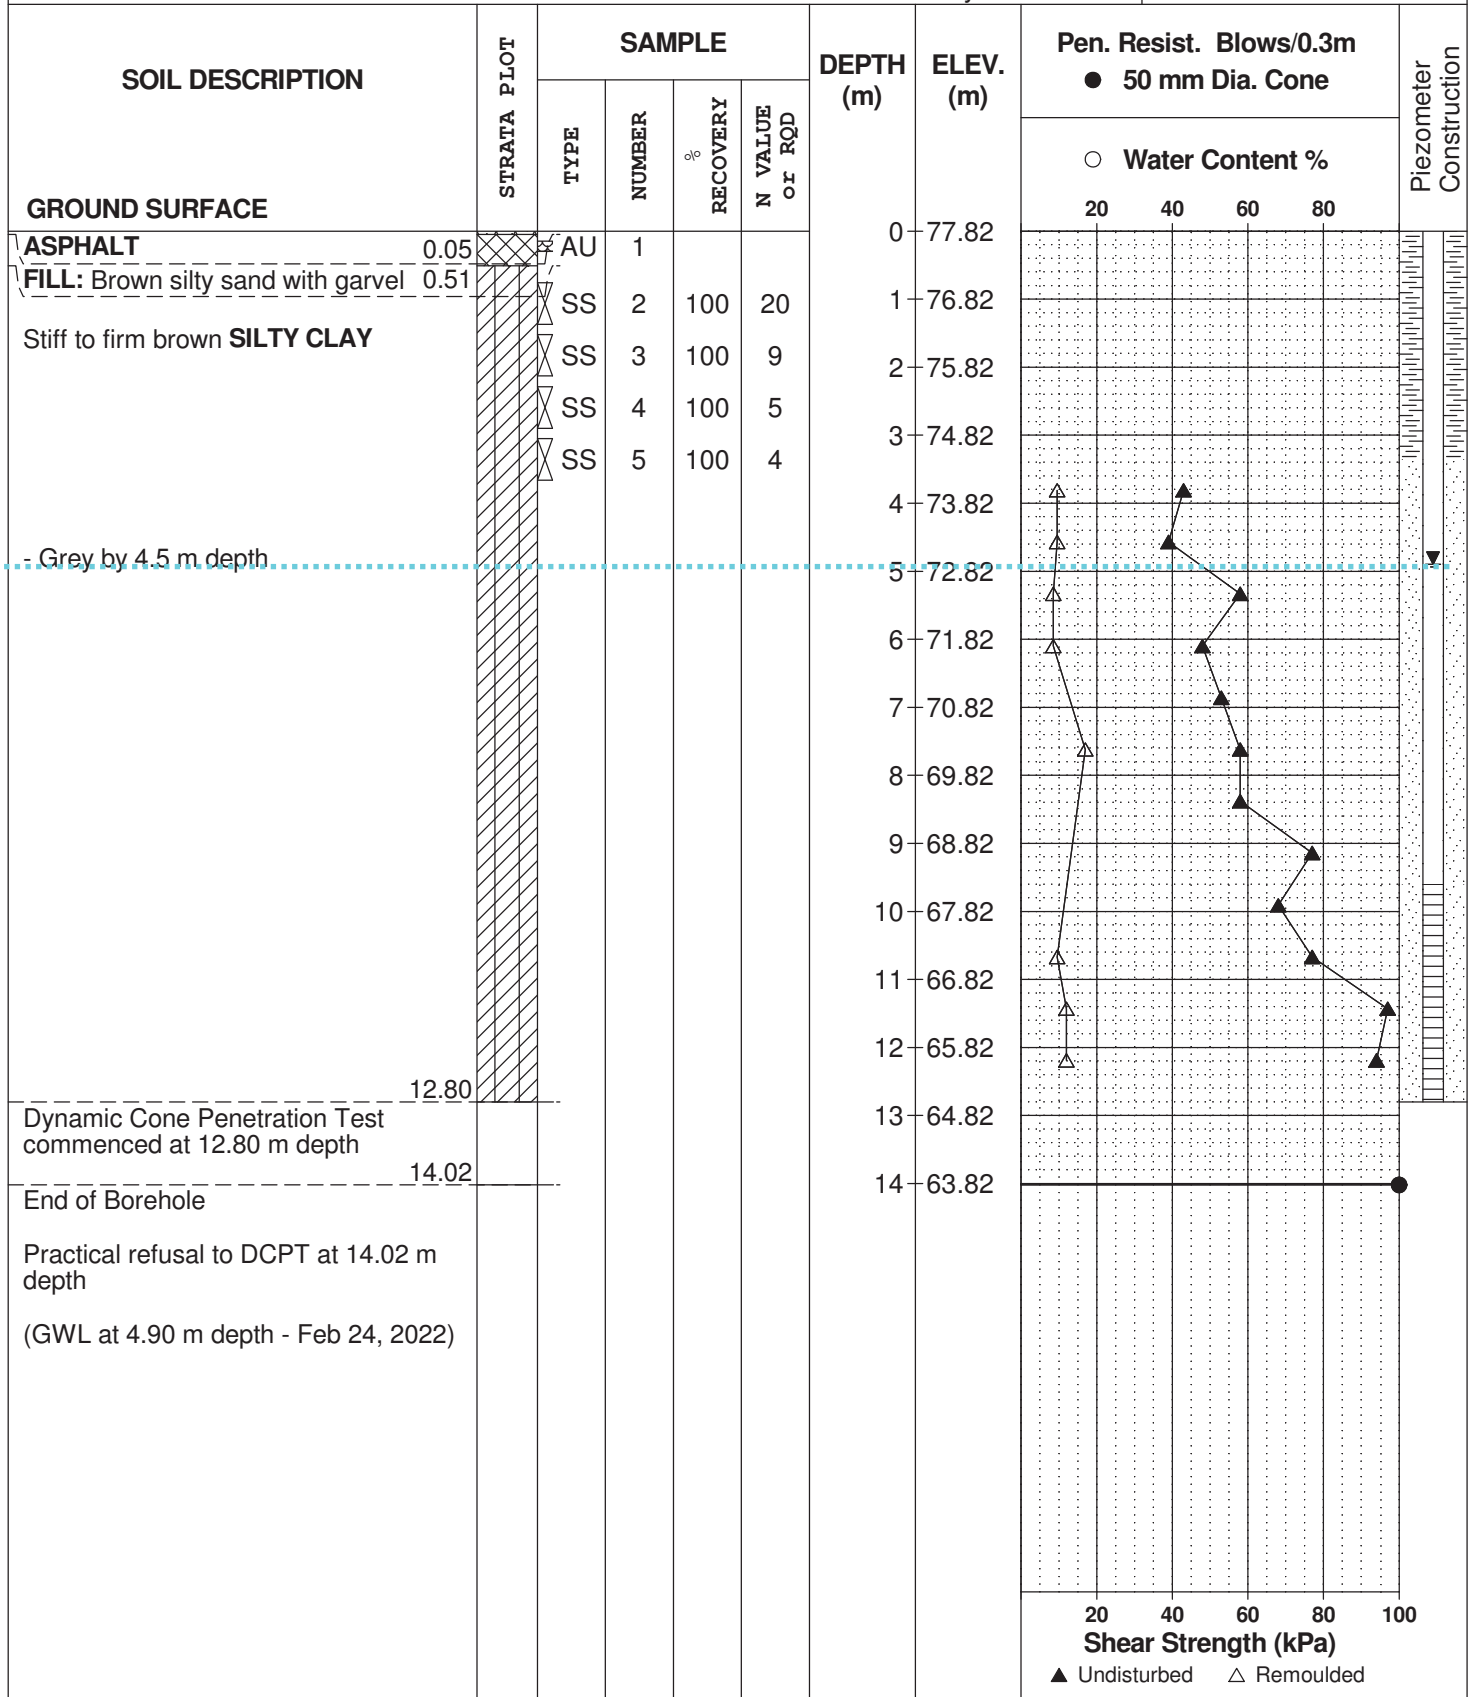 SOIL DESCRIPTION
GROUND SURFACE
STRATA PLOT
SAMPLE
TYPE
NUMBER
%
RECOVERY
N VALUE
or RQD
DEPTH
(m)
ELEV.
(m)
Pen. Resist. Blows/0.3m
● 50 mm Dia. Cone
○ Water Content %
20 40 60 80
Piezometer
Construction
ASPHALT 0.05
FILL: Brown silty sand with garvel 0.51
Stiff to firm brown SILTY CLAY
- Grey by 4.5 m depth
12.80
Dynamic Cone Penetration Test
commenced at 12.80 m depth
14.02
End of Borehole
Practical refusal to DCPT at 14.02 m
depth
(GWL at 4.90 m depth - Feb 24, 2022)
AU 1
SS 2 100 20
SS 3 100 9
SS 4 100 5
SS 5 100 4
0 77.82
1 76.82
2 75.82
3 74.82
4 73.82
5 72.82
6 71.82
7 70.82
8 69.82
9 68.82
10 67.82
11 66.82
12 65.82
13 64.82
14 63.82
20 40 60 80 100
Shear Strength (kPa)
▲ Undisturbed △ Remoulded